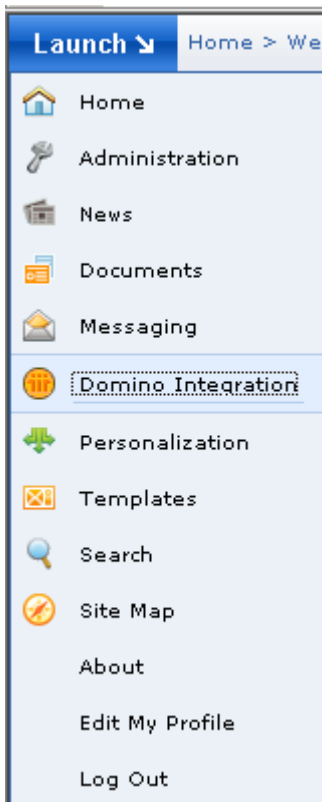 Launch Home > We
Home
Administration
News
Documents
Messaging
Domino Integration
Personalization
Templates
Search
Site Map
About
Edit My Profile
Log Out